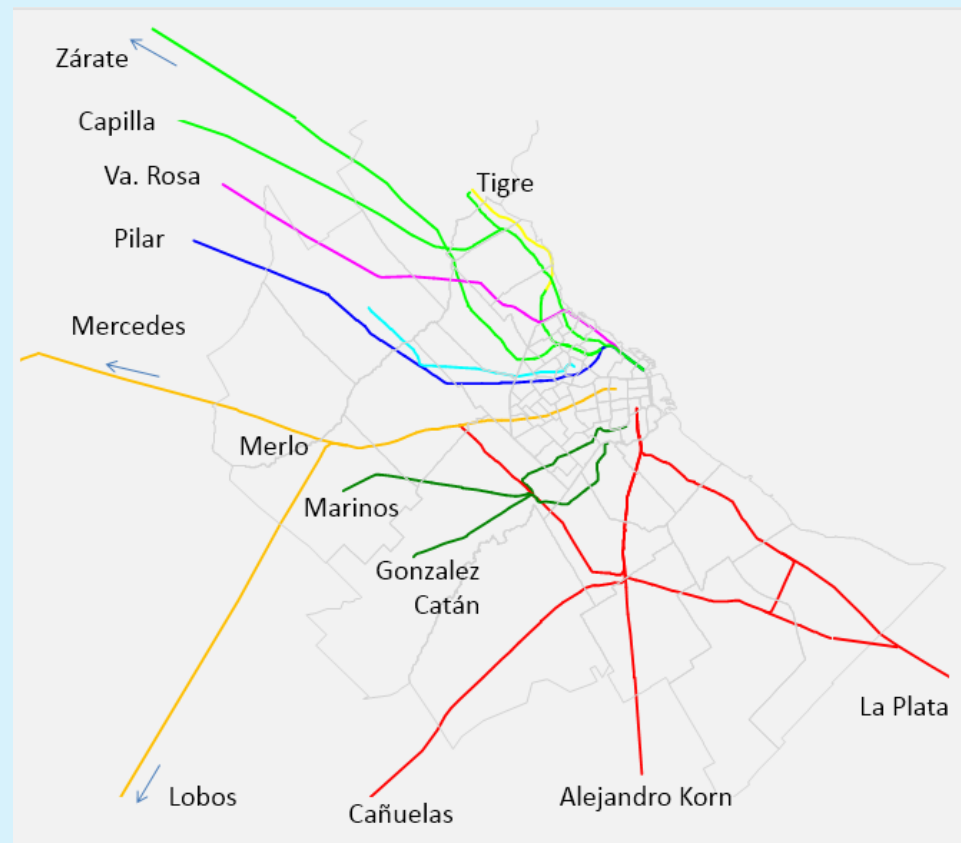 Zárate
Capilla
Va. Rosa
Tigre
Pilar
Mercedes
Merlo
Marinos
Gonzalez
Catán
La Plata
Lobos
Cañuelas
Alejandro Korn